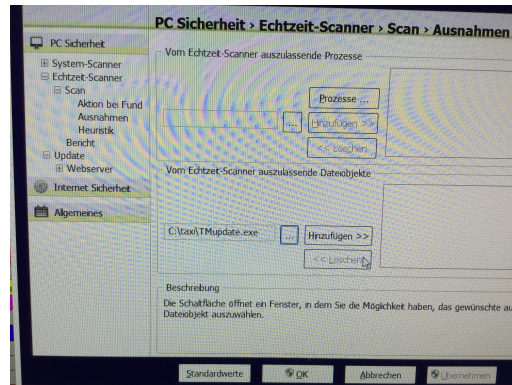 PC Sicherheit › Echtzeit-Scanner › Scan › Ausnahmen
PC Sicherheit
System-Scanner
Echtzeit-Scanner
Scan
Aktion bei Fund
Ausnahmen
Heuristik
Bericht
Update
Webserver
Internet Sicherheit
Allgemeines
Vom Echtzeit-Scanner auszulassende Prozesse
Prozesse ...
...
Hinzufügen >>
<< Löschen
Vom Echtzeit-Scanner auszulassende Dateiobjekte
C:\taxi\TMupdate.exe
...
Hinzufügen >>
<< Löschen
Beschreibung
Die Schaltfläche öffnet ein Fenster, in dem Sie die Möglichkeit haben, das gewünschte
Dateiobjekt auszuwählen.
Standardwerte
OK
Abbrechen
Übernehmen